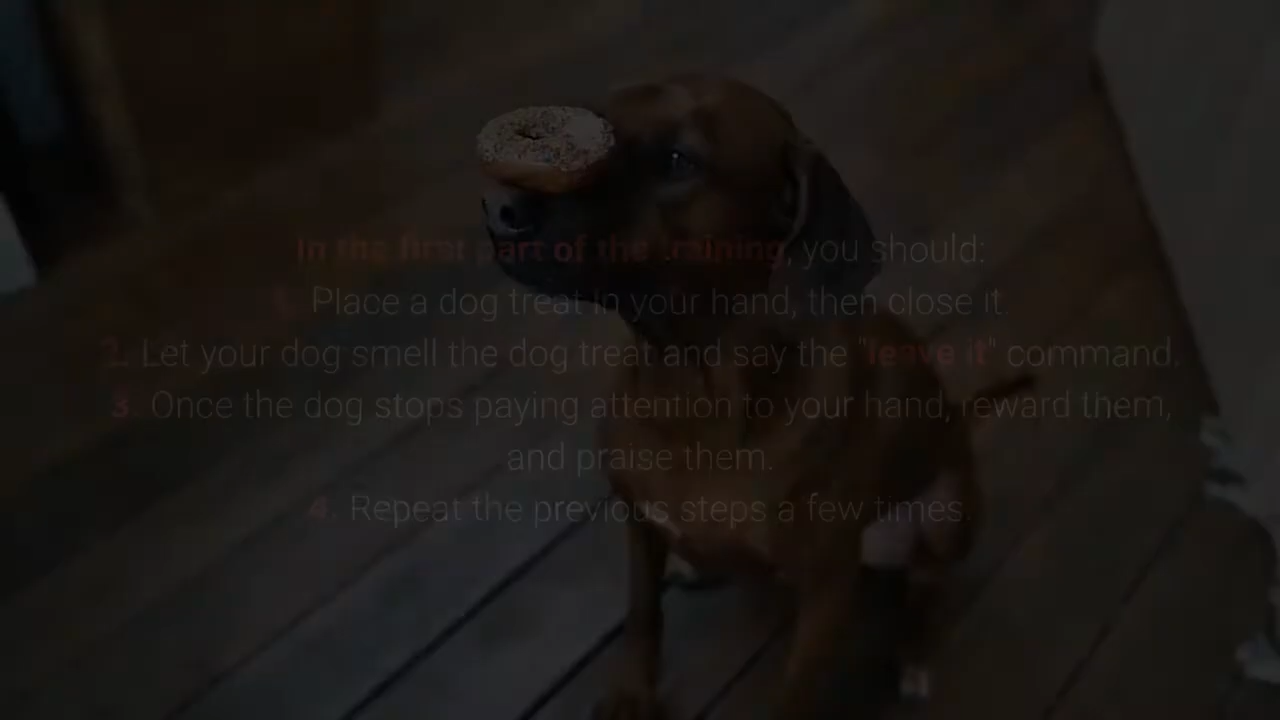 In the first part of the training, you should:
1. Place a dog treat in your hand, then close it.
2. Let your dog smell the dog treat and say the "leave it" command.
3. Once the dog stops paying attention to your hand, reward them,
and praise them.
4. Repeat the previous steps a few times.